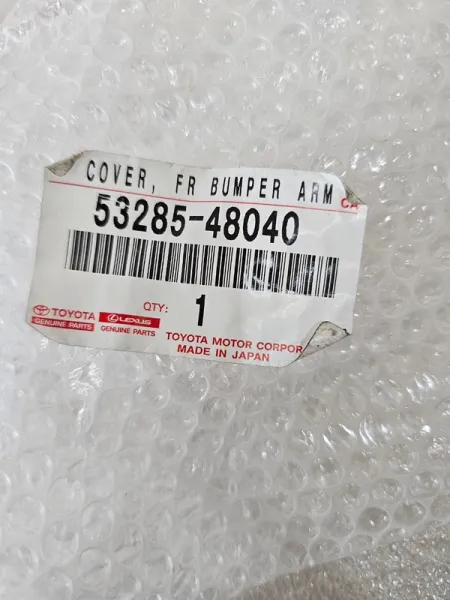 COVER, FR BUMPER ARM
53285-48040
QTY: 1
TOYOTA
GENUINE PARTS
LEXUS
GENUINE PARTS
TOYOTA MOTOR CORPOR
MADE IN JAPAN